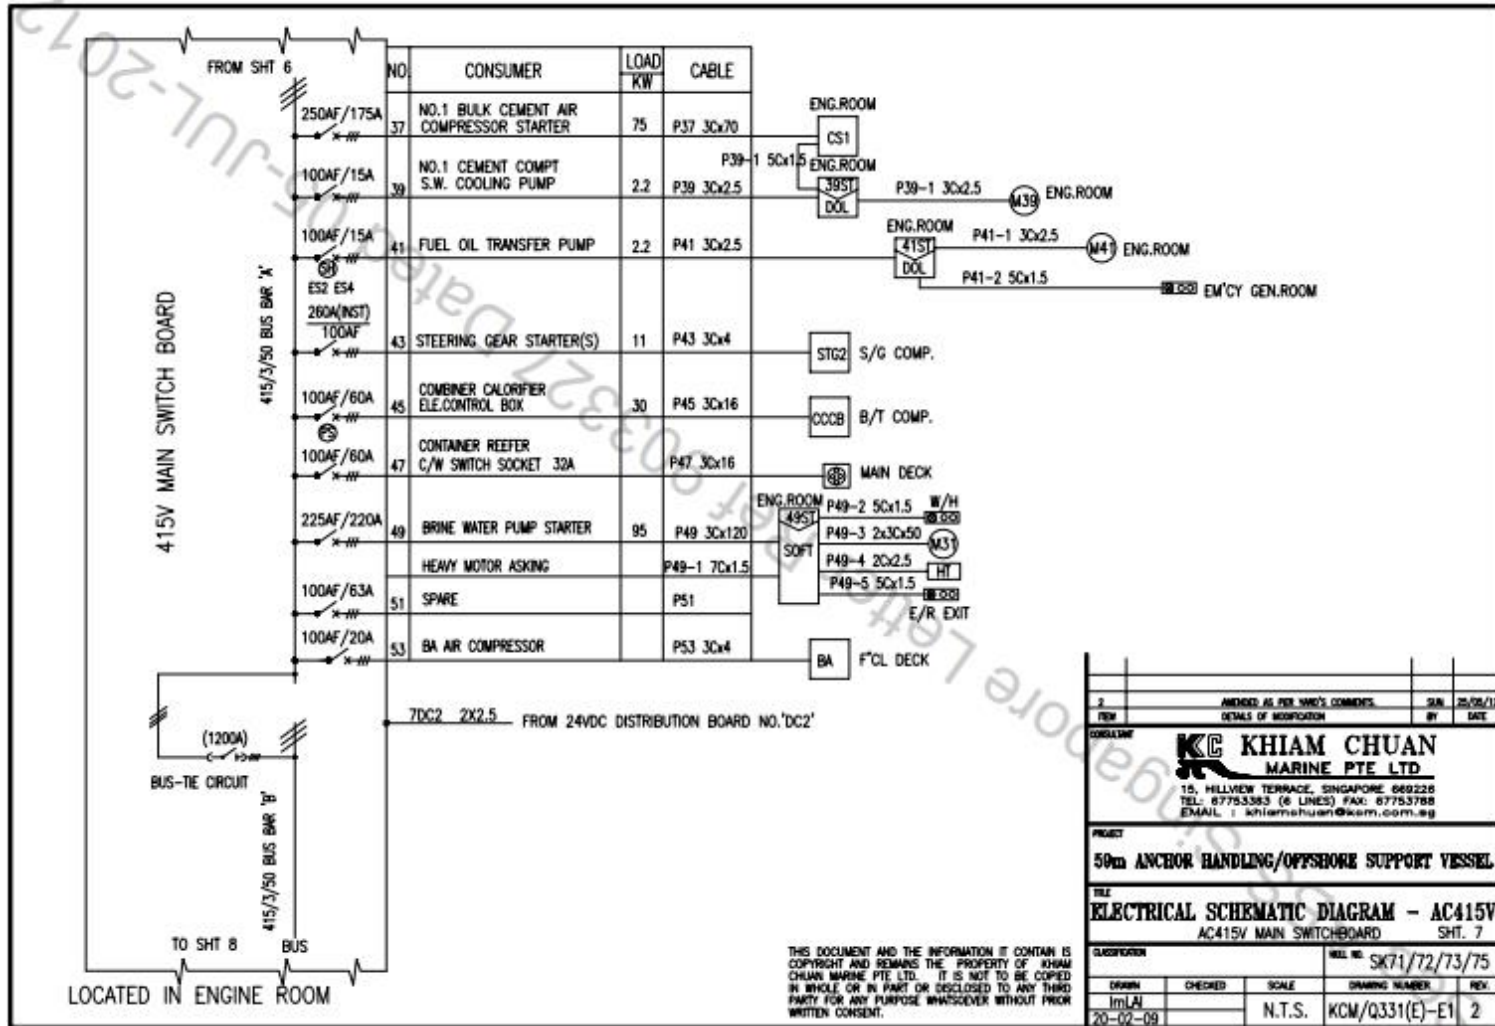 FROM SHT 6
NO. CONSUMER LOAD KW CABLE
250AF/175A 37 NO.1 BULK CEMENT AIR COMPRESSOR STARTER 75 P37 3Cx70
ENG.ROOM
CS1
P39-1 5Cx1.5
100AF/15A 39 NO.1 CEMENT COMPT S.W. COOLING PUMP 2.2 P39 3Cx2.5
ENG.ROOM
39ST
DOL
P39-1 3Cx2.5
M39 ENG.ROOM
100AF/15A 41 FUEL OIL TRANSFER PUMP 2.2 P41 3Cx2.5
SH
ES2 ES4
ENG.ROOM
41ST
DOL
P41-1 3Cx2.5
M41 ENG.ROOM
P41-2 5Cx1.5
EM'CY GEN.ROOM
260A(INST)
100AF 43 STEERING GEAR STARTER(S) 11 P43 3Cx4
STG2 S/G COMP.
100AF/60A 45 COMBINER CALORIFIER ELE.CONTROL BOX 30 P45 3Cx16
PS
CCCB B/T COMP.
100AF/60A 47 CONTAINER REEFER C/W SWITCH SOCKET 32A P47 3Cx16
MAIN DECK
225AF/220A 49 BRINE WATER PUMP STARTER 95 P49 3Cx120
HEAVY MOTOR ASKING P49-1 7Cx1.5
ENG.ROOM
49ST
SOFT
P49-2 5Cx1.5 W/H
P49-3 2x3Cx50 M31
P49-4 2Cx2.5 HT
P49-5 5Cx1.5
E/R EXIT
100AF/63A 51 SPARE P51
100AF/20A 53 BA AIR COMPRESSOR P53 3Cx4
BA F'CL DECK
415V MAIN SWITCH BOARD
415/3/50 BUS BAR 'A'
7DC2 2X2.5 FROM 24VDC DISTRIBUTION BOARD NO.'DC2'
(1200A)
BUS-TIE CIRCUIT
415/3/50 BUS BAR 'B'
TO SHT 8 BUS
LOCATED IN ENGINE ROOM
THIS DOCUMENT AND THE INFORMATION IT CONTAIN IS
COPYRIGHT AND REMAINS THE PROPERTY OF KHIAM
CHUAN MARINE PTE LTD. IT IS NOT TO BE COPIED
IN WHOLE OR IN PART OR DISCLOSED TO ANY THIRD
PARTY FOR ANY PURPOSE WHATSOEVER WITHOUT PRIOR
WRITTEN CONSENT.
2 AMENDED AS PER YARD'S COMMENTS. SUN
ITEM DETAILS OF MODIFICATION BY DATE
CONSULTANT
KC KHIAM CHUAN
MARINE PTE LTD
15, HILLVIEW TERRACE, SINGAPORE 669226
TEL: 67753383 (6 LINES) FAX: 67753788
EMAIL : khiamchuan@kcm.com.sg
PROJECT
59m ANCHOR HANDLING/OFFSHORE SUPPORT VESSEL
TITLE
ELECTRICAL SCHEMATIC DIAGRAM - AC415V
AC415V MAIN SWITCHBOARD SHT. 7
CLASSIFICATION
HULL NO. SK71/72/73/75
DRAWN CHECKED SCALE DRAWING NUMBER REV.
ImLAI
20-02-09 N.T.S. KCM/Q331(E)-E1 2
Singapore Letter Ref 903327 Dated 05-JUL-2012